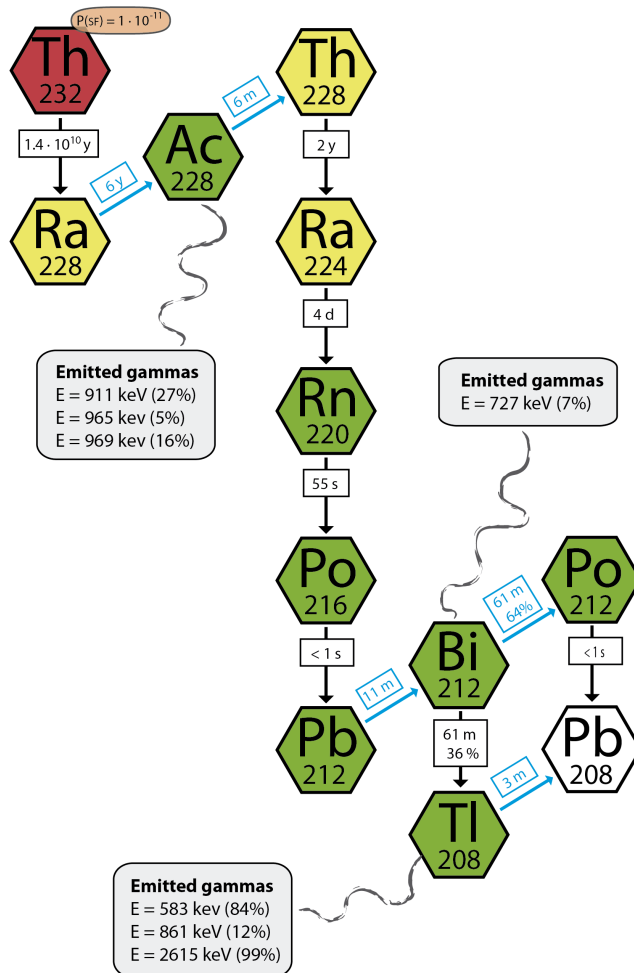 P(SF) = 1 · 10⁻¹¹
Th
232
1.4 · 10¹⁰ y
Ra
228
6 y
Ac
228
6 m
Th
228
2 y
Ra
224
4 d
Emitted gammas
E = 911 keV (27%)
E = 965 keV (5%)
E = 969 kev (16%)
Rn
220
55 s
Emitted gammas
E = 727 keV (7%)
Po
216
< 1 s
Pb
212
11 m
Bi
212
61 m
64%
Po
212
<1 s
Pb
208
61 m
36 %
Tl
208
3 m
Emitted gammas
E = 583 kev (84%)
E = 861 keV (12%)
E = 2615 keV (99%)